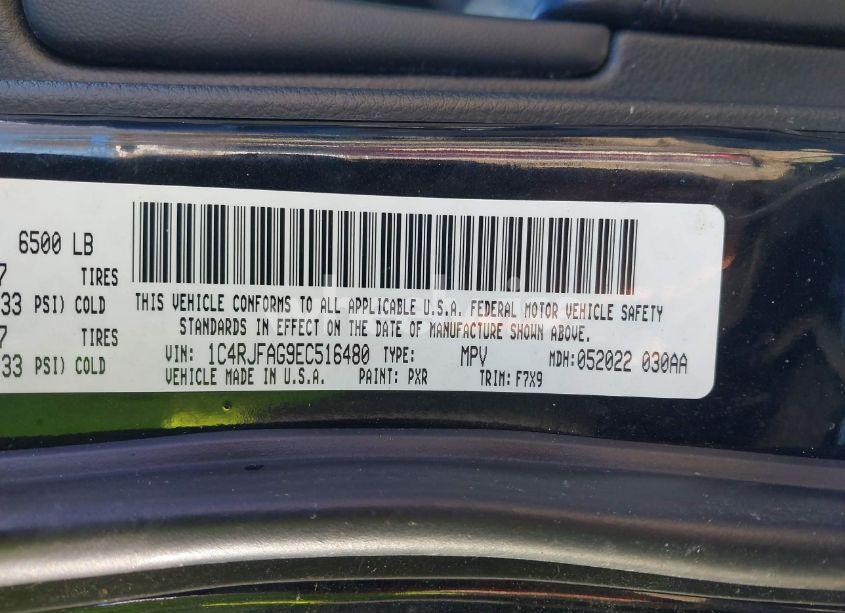 6500 LB
7 TIRES
33 PSI) COLD
7 TIRES
33 PSI) COLD
THIS VEHICLE CONFORMS TO ALL APPLICABLE U.S.A. FEDERAL MOTOR VEHICLE SAFETY
STANDARDS IN EFFECT ON THE DATE OF MANUFACTURE SHOWN ABOVE.
VIN: 1C4RJFAG9EC516480 TYPE: MPV MDH:052022 030AA
VEHICLE MADE IN U.S.A. PAINT: PXR TRIM:F7X9